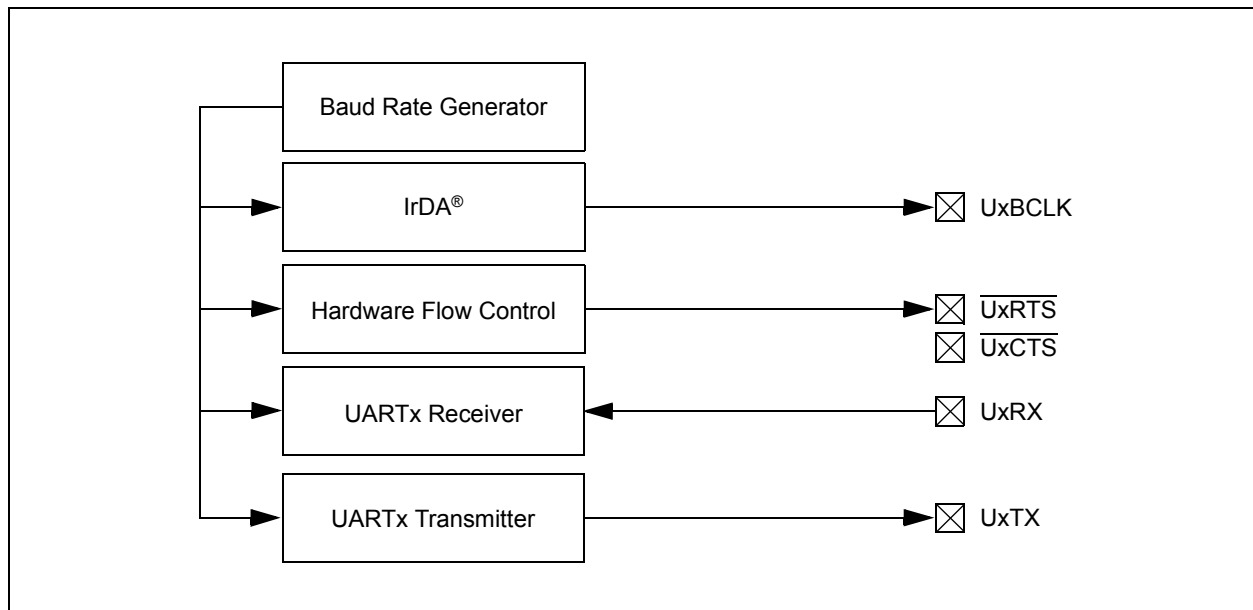 Baud Rate Generator
IrDA®
UxBCLK
Hardware Flow Control
UxRTS
UxCTS
UARTx Receiver
UxRX
UARTx Transmitter
UxTX